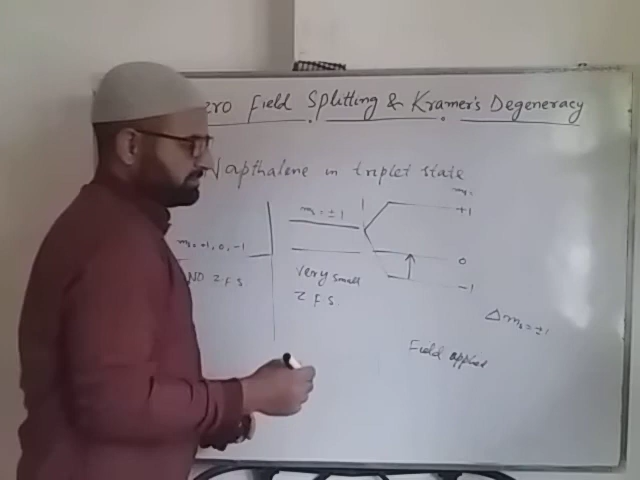 ero Field Splitting & Kramer's Degeneracy
Napthalene in triplet state
ms = +1, 0, -1
NO ZFS
ms = ±1
Very small
ZFS.
ms
+1
0
-1
Δms = ±1
Field applied